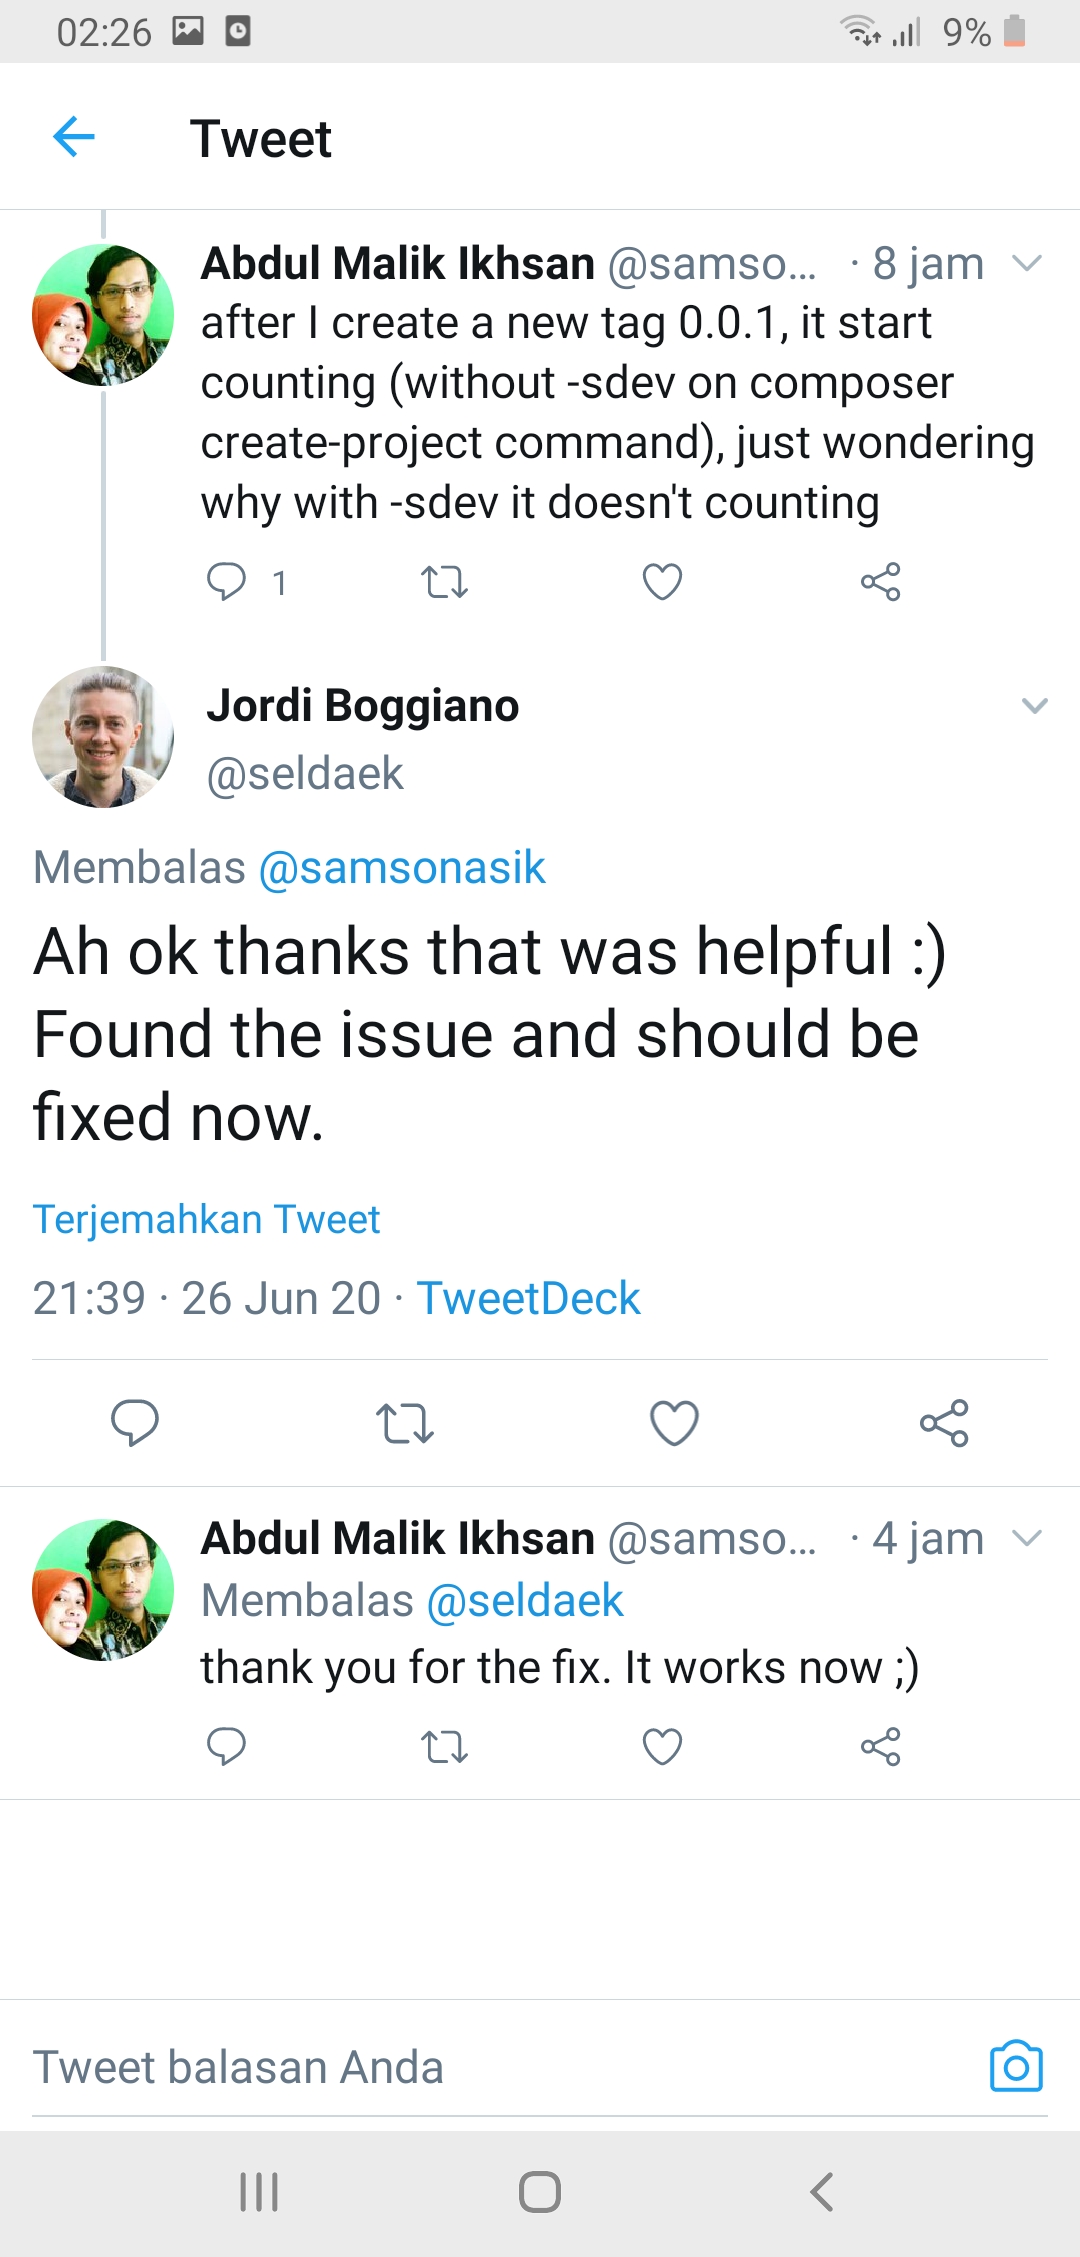 02:26 9%
Tweet
Abdul Malik Ikhsan @samso... · 8 jam
after I create a new tag 0.0.1, it start
counting (without -sdev on composer
create-project command), just wondering
why with -sdev it doesn't counting
1
Jordi Boggiano
@seldaek
Membalas @samsonasik
Ah ok thanks that was helpful :)
Found the issue and should be
fixed now.
Terjemahkan Tweet
21:39 · 26 Jun 20 · TweetDeck
Abdul Malik Ikhsan @samso... · 4 jam
Membalas @seldaek
thank you for the fix. It works now ;)
Tweet balasan Anda